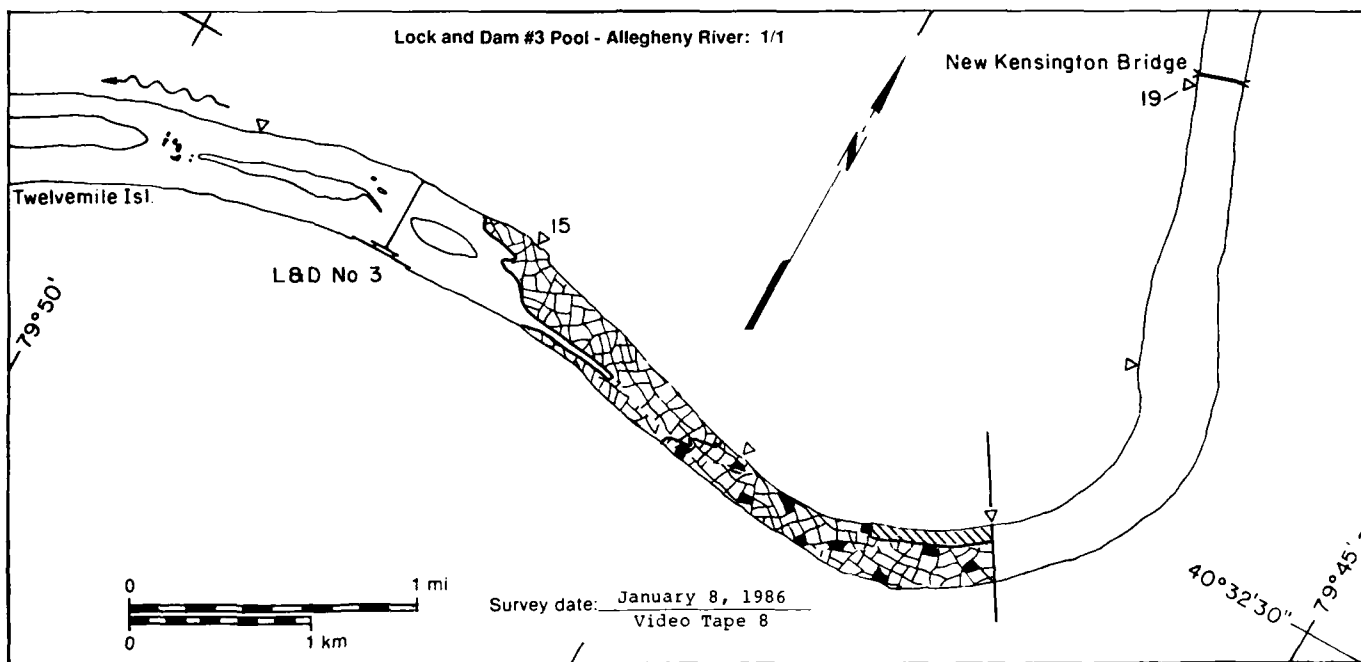 Lock and Dam #3 Pool - Allegheny River: 1/1
New Kensington Bridge
19
Twelvemile Isl.
15
L&D No 3
79°50'
N
0 1 mi
0 1 km
Survey date: January 8, 1986
Video Tape 8
40°32'30"
79°45'